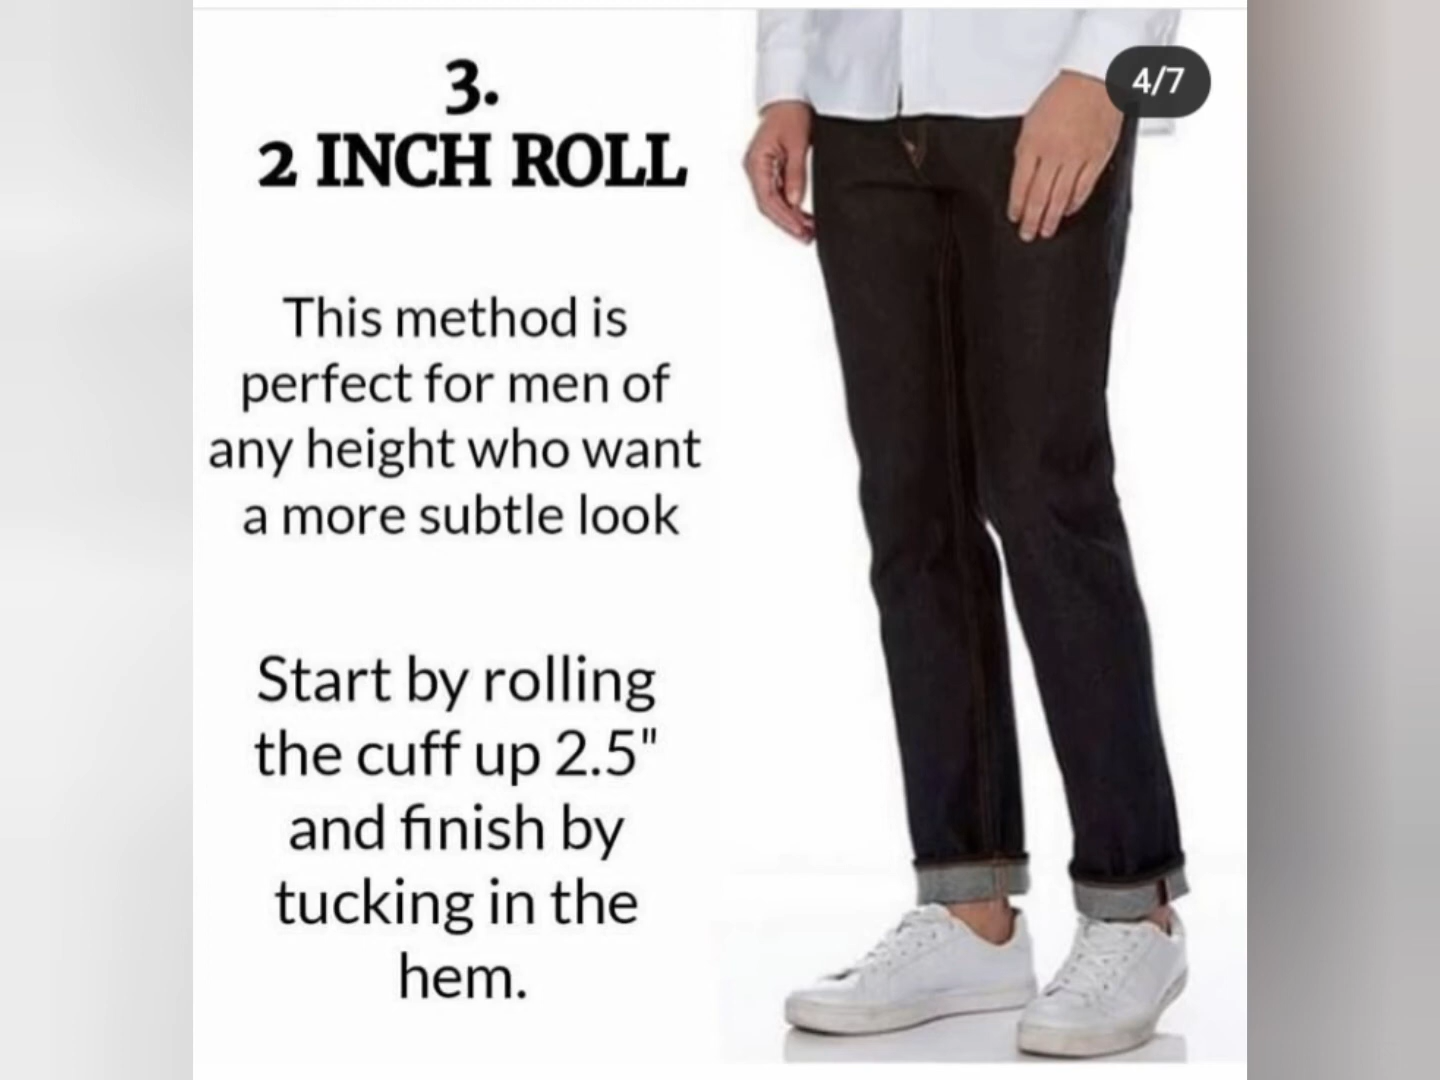 3.
2 INCH ROLL
4/7
This method is
perfect for men of
any height who want
a more subtle look
Start by rolling
the cuff up 2.5"
and finish by
tucking in the
hem.